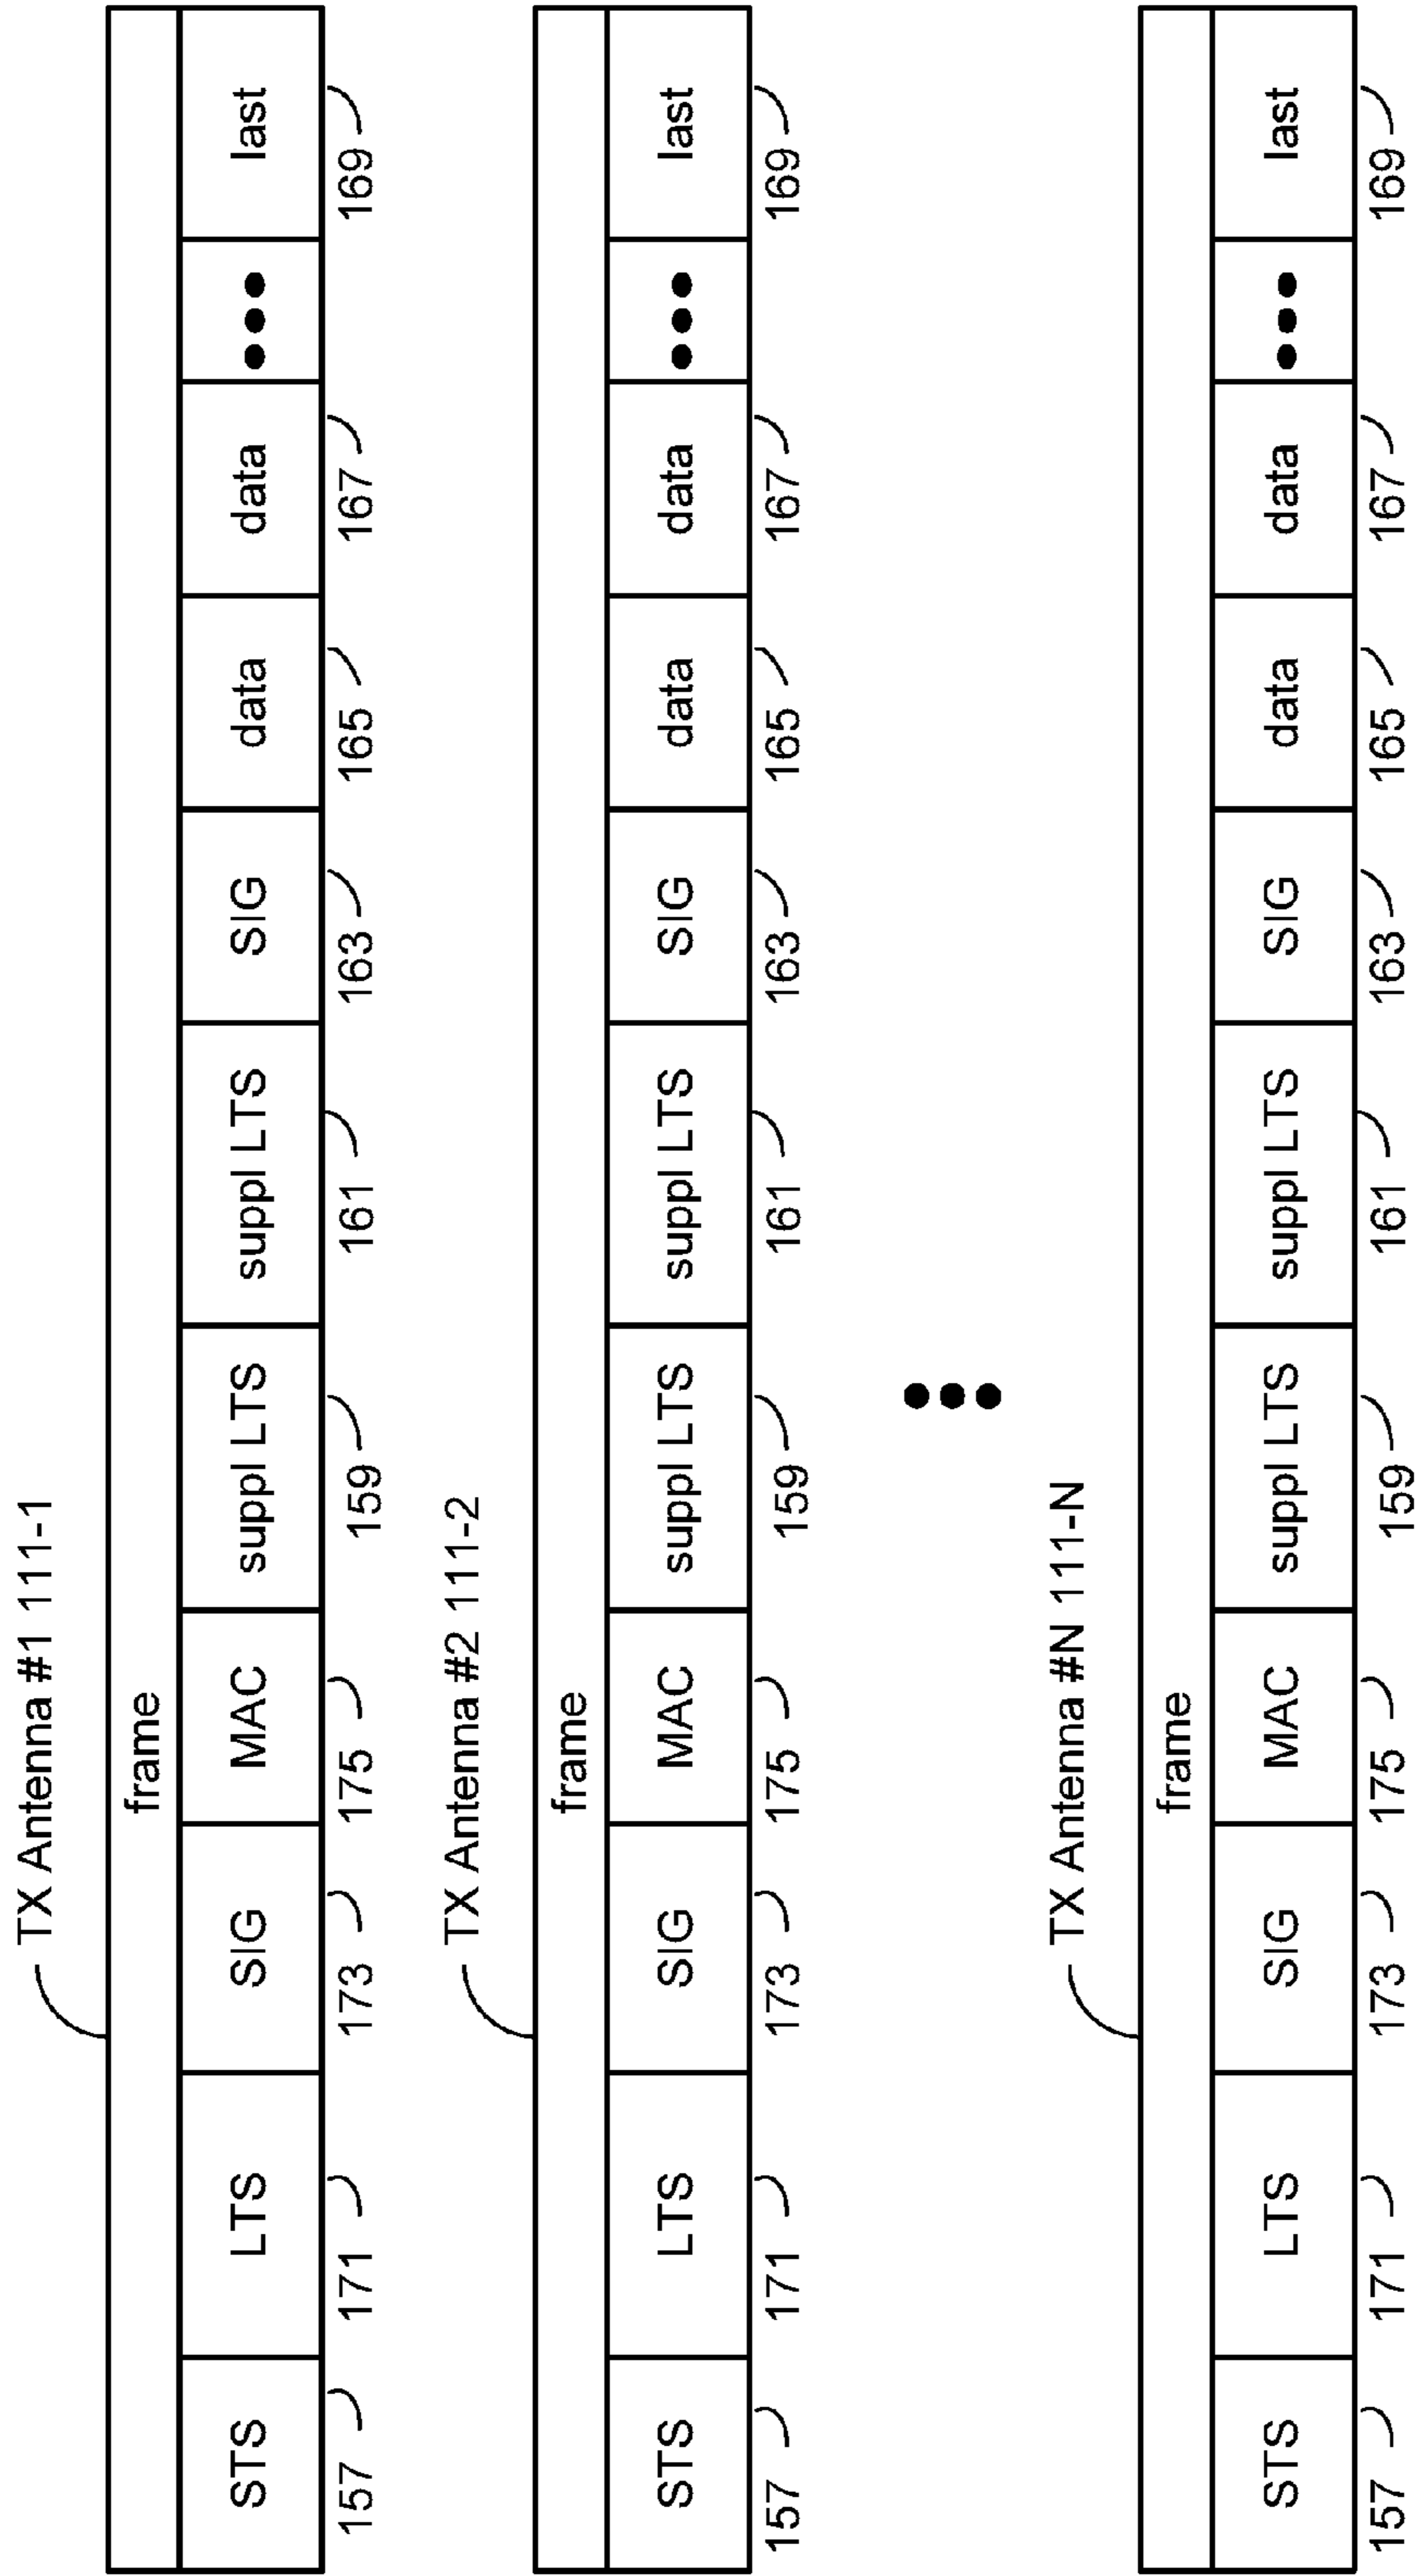 TX Antenna #1 111-1
frame
STS LTS SIG MAC suppl LTS suppl LTS SIG data data ••• last
157 171 173 175 159 161 163 165 167 169
TX Antenna #2 111-2
frame
STS LTS SIG MAC suppl LTS suppl LTS SIG data data ••• last
157 171 173 175 159 161 163 165 167 169
•••
TX Antenna #N 111-N
frame
STS LTS SIG MAC suppl LTS suppl LTS SIG data data ••• last
157 171 173 175 159 161 163 165 167 169